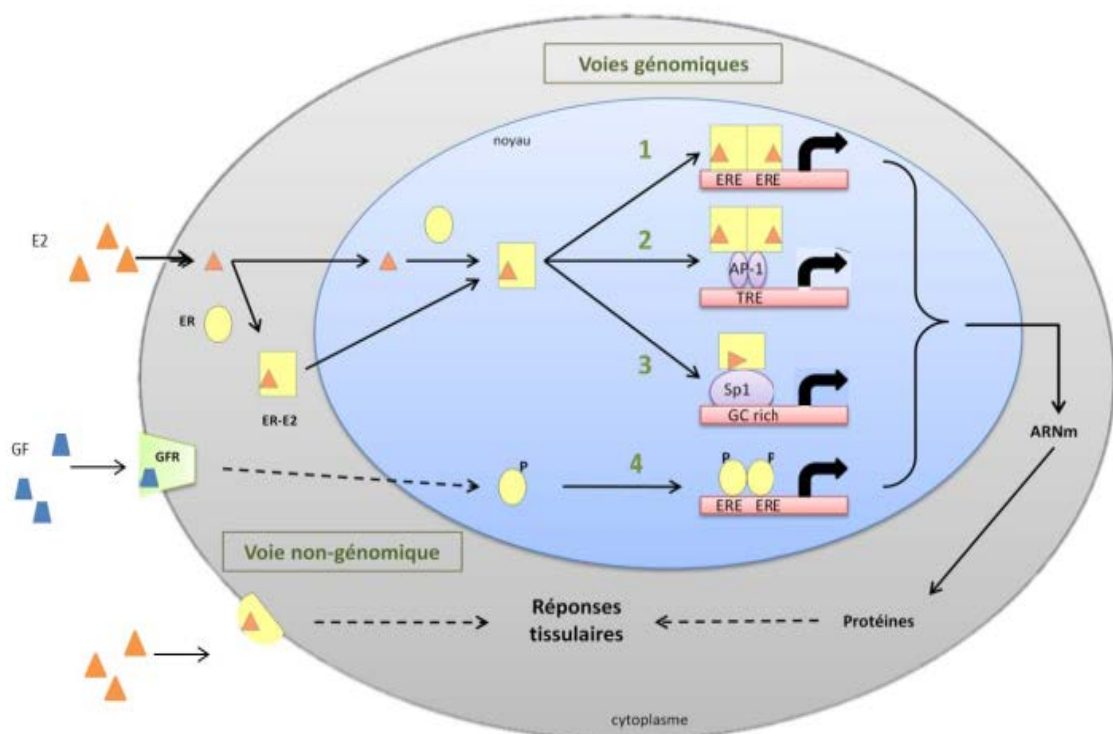 Voies génomiques
noyau
1
ERE ERE
2
E2
AP-1
TRE
ER
3
Sp1
GC rich
ER-E2
ARNm
GF
GFR
P
4
P P
ERE ERE
Voie non-génomique
Réponses
tissulaires
Protéines
cytoplasme